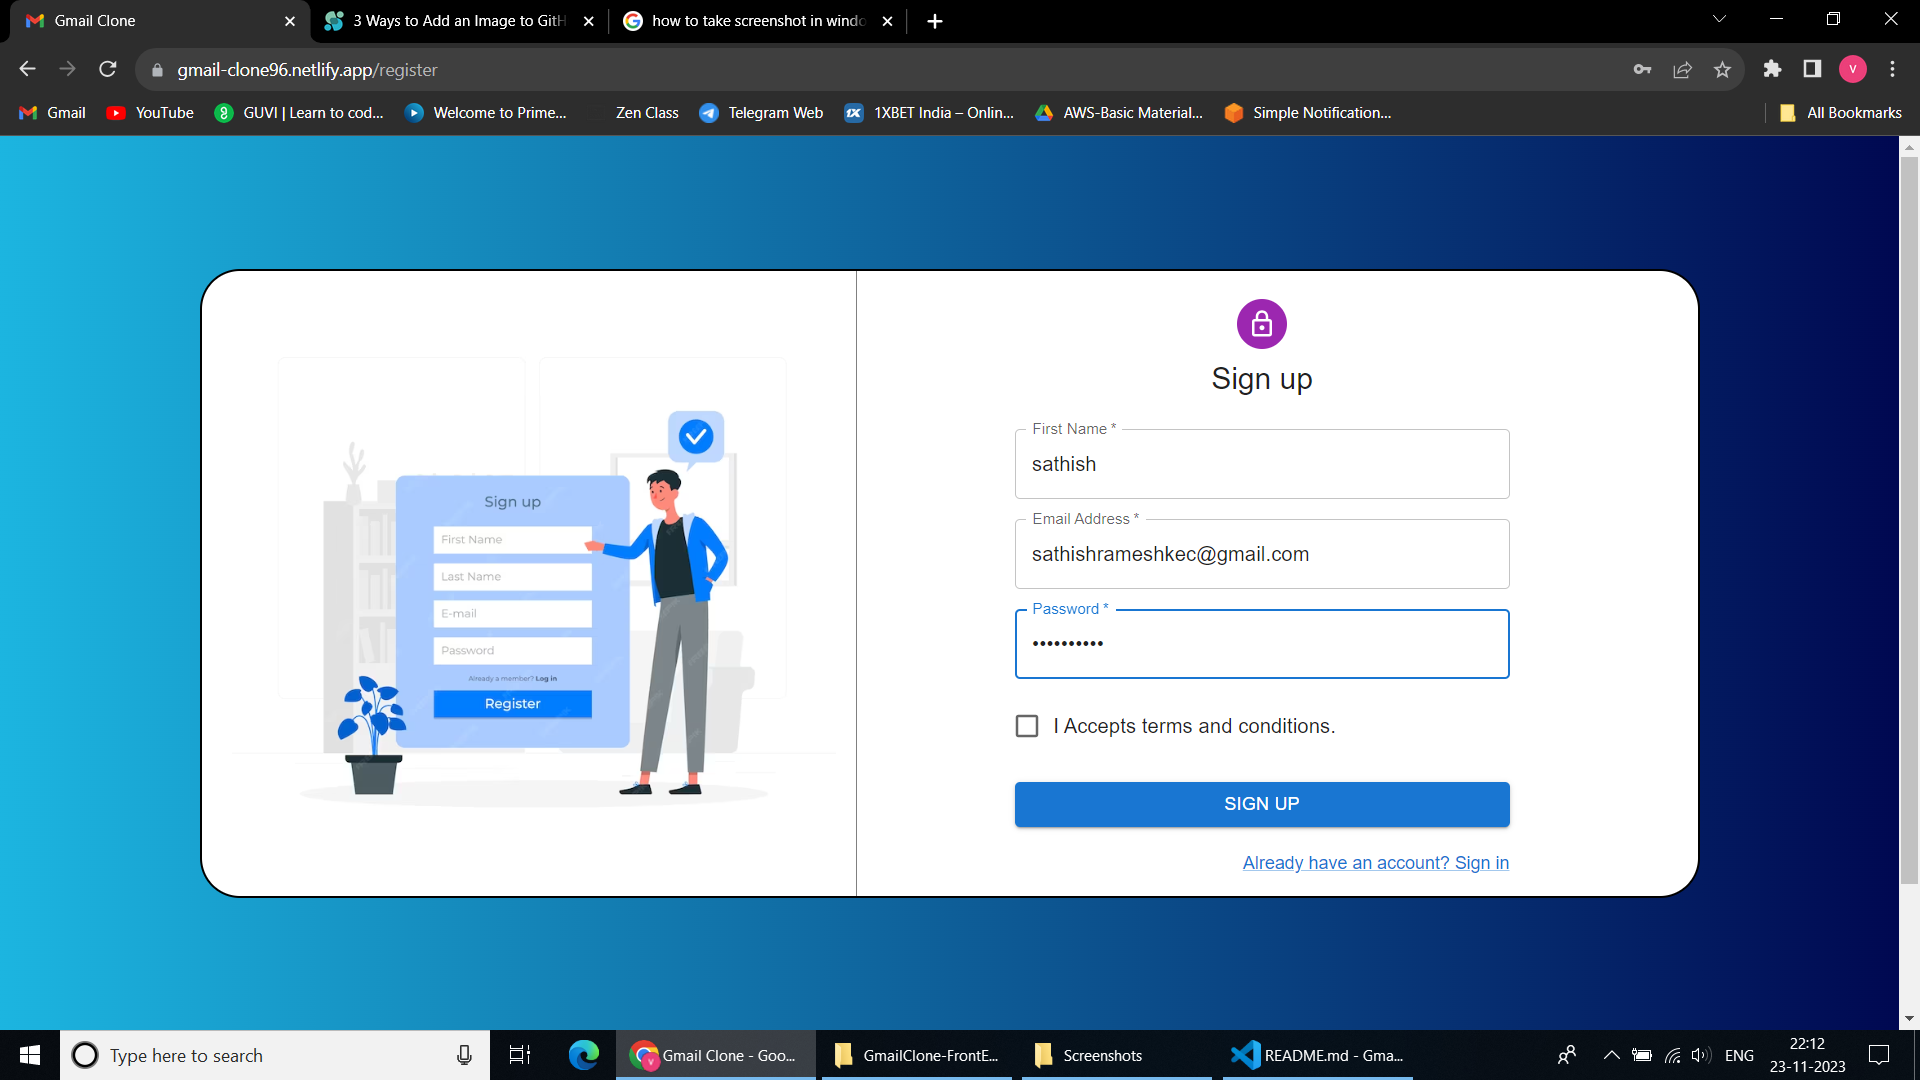 Gmail Clone
3 Ways to Add an Image to GitH
how to take screenshot in windo
gmail-clone96.netlify.app/register
V
Gmail
YouTube
GUVI | Learn to cod...
Welcome to Prime...
Zen Class
Telegram Web
1X
1XBET India – Onlin...
AWS-Basic Material...
Simple Notification...
All Bookmarks
Sign up
First Name
Last Name
E-mail
Password
Already a member? Log in
Register
Sign up
First Name *
sathish
Email Address *
sathishrameshkec@gmail.com
Password *
••••••••••
I Accepts terms and conditions.
SIGN UP
Already have an account? Sign in
Type here to search
V
Gmail Clone - Goo...
GmailClone-FrontE...
Screenshots
README.md - Gma...
ENG
22:12
23-11-2023